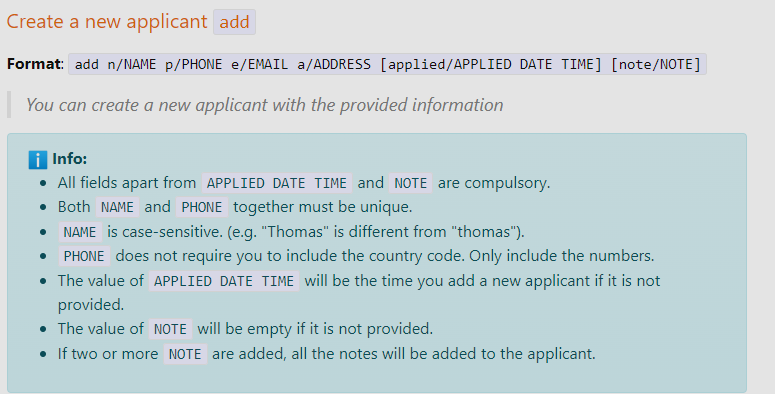 Create a new applicant add
Format: add n/NAME p/PHONE e/EMAIL a/ADDRESS [applied/APPLIED DATE TIME] [note/NOTE]
You can create a new applicant with the provided information
Info:
All fields apart from APPLIED DATE TIME and NOTE are compulsory.
Both NAME and PHONE together must be unique.
NAME is case-sensitive. (e.g. "Thomas" is different from "thomas").
PHONE does not require you to include the country code. Only include the numbers.
The value of APPLIED DATE TIME will be the time you add a new applicant if it is not
provided.
The value of NOTE will be empty if it is not provided.
If two or more NOTE are added, all the notes will be added to the applicant.